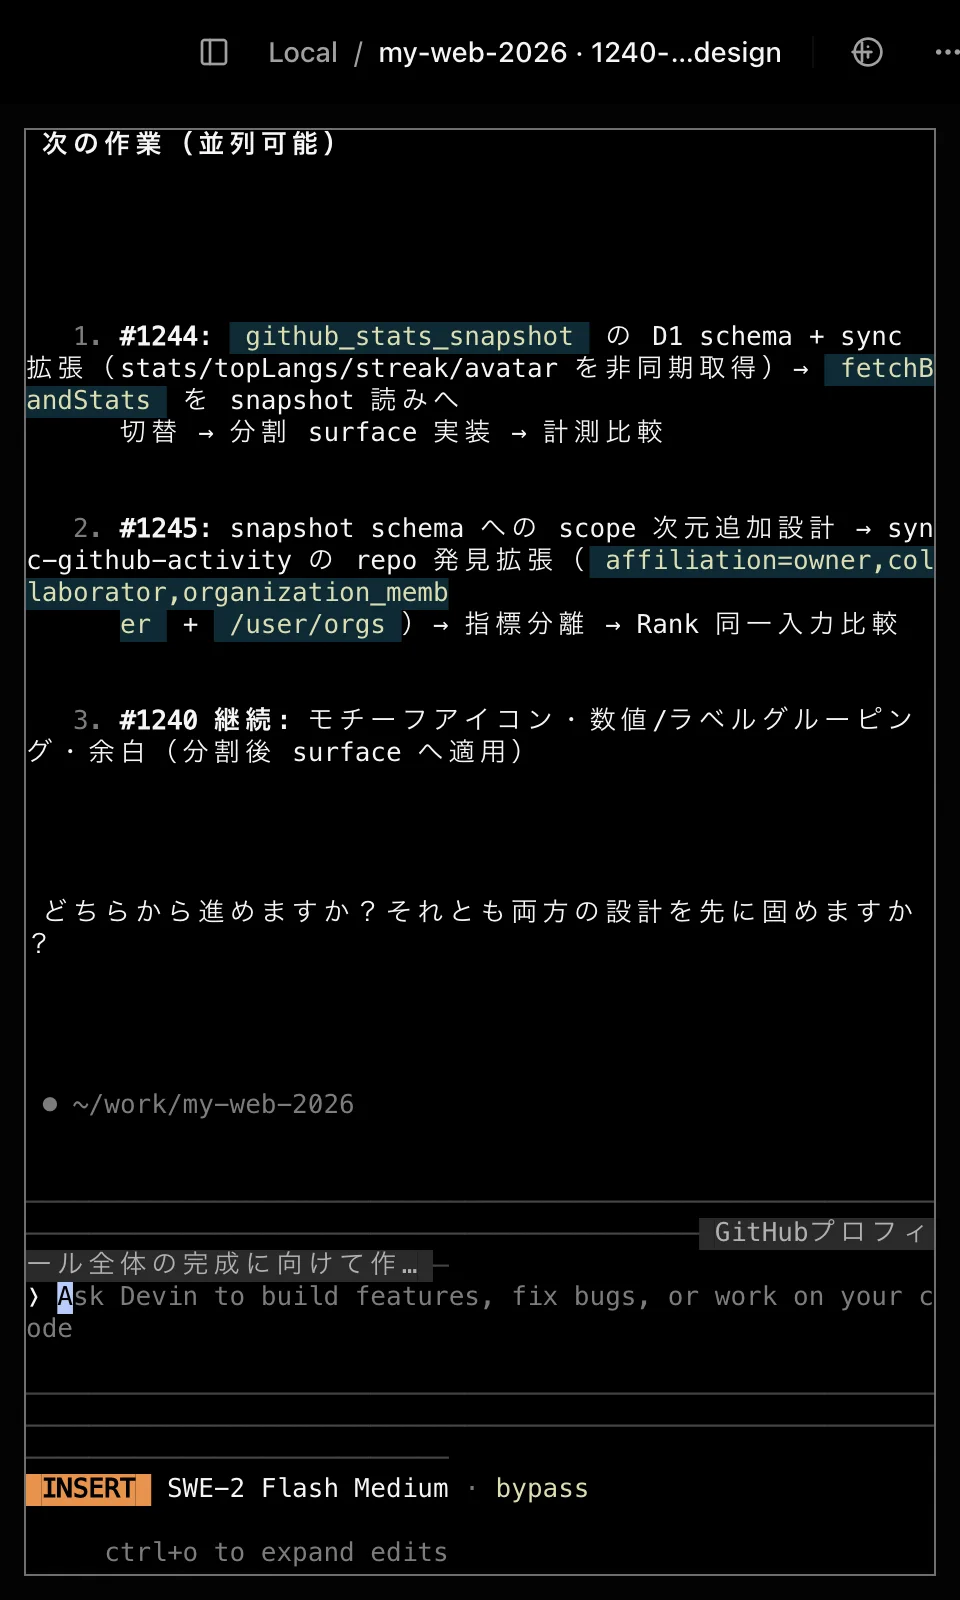 Local / my-web-2026 · 1240-...design
次の作業（並列可能）
1. #1244: github_stats_snapshot の D1 schema + sync
拡張（stats/topLangs/streak/avatar を非同期取得）→ fetchB
andStats を snapshot 読みへ
切替 → 分割 surface 実装 → 計測比較
2. #1245: snapshot schema への scope 次元追加設計 → syn
c-github-activity の repo 発見拡張（ affiliation=owner,col
laborator,organization_memb
er + /user/orgs ）→ 指標分離 → Rank 同一入力比較
3. #1240 継続: モチーフアイコン・数値/ラベルグルーピン
グ・余白（分割後 surface へ適用）
どちらから進めますか？それとも両方の設計を先に固めますか
？
● ~/work/my-web-2026
GitHubプロフィ
ール全体の完成に向けて作…
❯ Ask Devin to build features, fix bugs, or work on your c
ode
INSERT SWE-2 Flash Medium · bypass
ctrl+o to expand edits